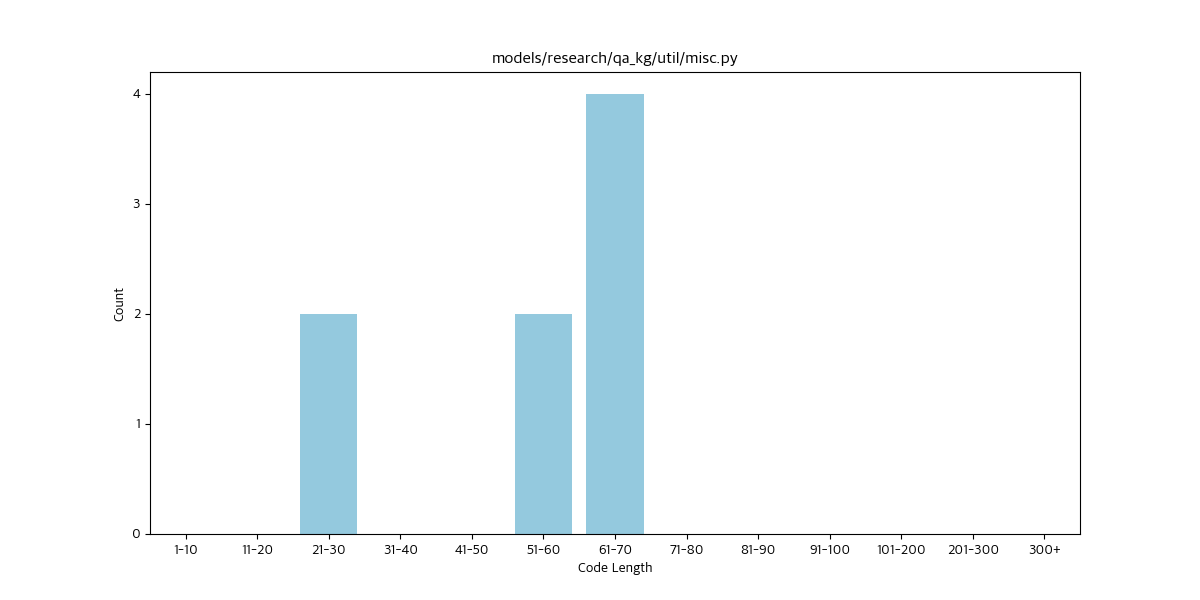 models/research/qa_kg/util/misc.py
4
3
2
1
0
Count
1-10 11-20 21-30 31-40 41-50 51-60 61-70 71-80 81-90 91-100 101-200 201-300 300+
Code Length